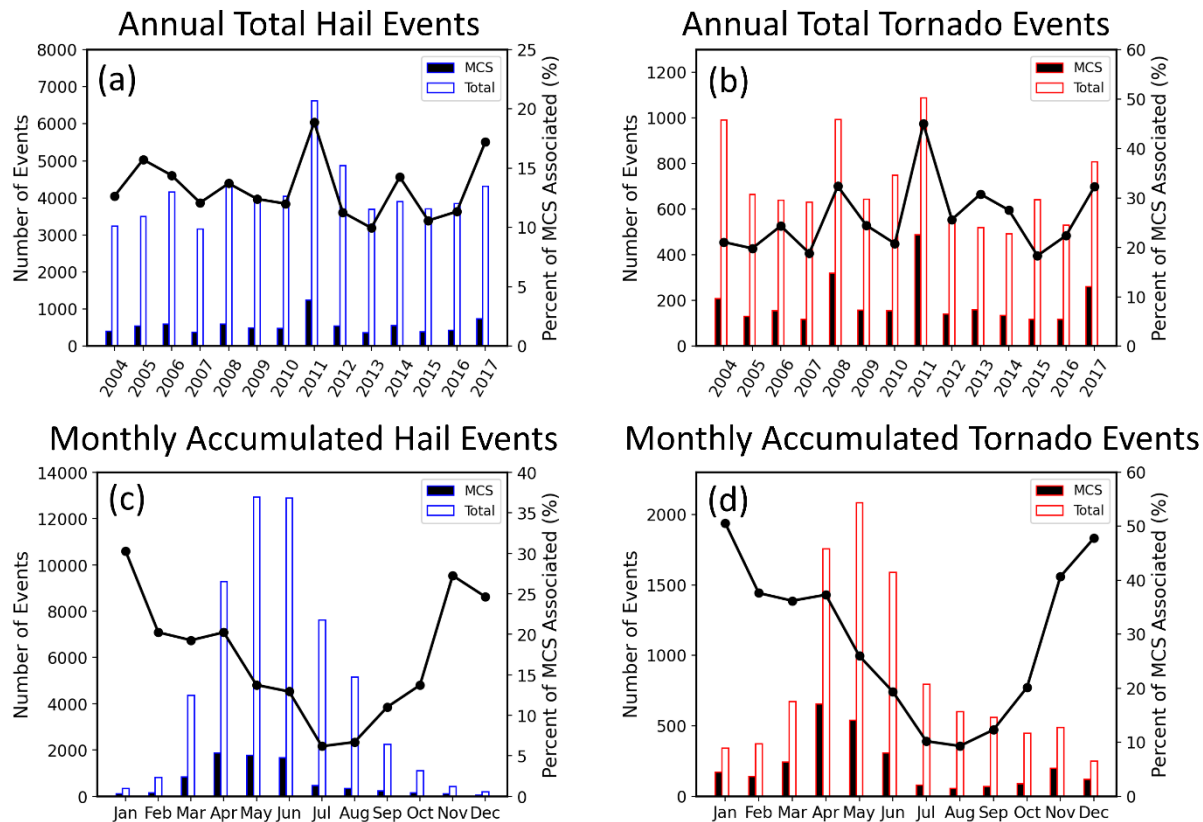 Annual Total Hail Events
(a)
MCS
Total
Number of Events
8000
7000
6000
5000
4000
3000
2000
1000
0
25
20
15
10
5
0
Percent of MCS Associated (%)
2004 2005 2006 2007 2008 2009 2010 2011 2012 2013 2014 2015 2016 2017
Annual Total Tornado Events
(b)
MCS
Total
Number of Events
1200
1000
800
600
400
200
0
60
50
40
30
20
10
0
Percent of MCS Associated (%)
2004 2005 2006 2007 2008 2009 2010 2011 2012 2013 2014 2015 2016 2017
Monthly Accumulated Hail Events
(c)
MCS
Total
Number of Events
14000
12000
10000
8000
6000
4000
2000
0
40
35
30
25
20
15
10
5
0
Percent of MCS Associated (%)
Jan Feb Mar Apr May Jun Jul Aug Sep Oct Nov Dec
Monthly Accumulated Tornado Events
(d)
MCS
Total
Number of Events
2000
1500
1000
500
0
60
50
40
30
20
10
0
Percent of MCS Associated (%)
Jan Feb Mar Apr May Jun Jul Aug Sep Oct Nov Dec